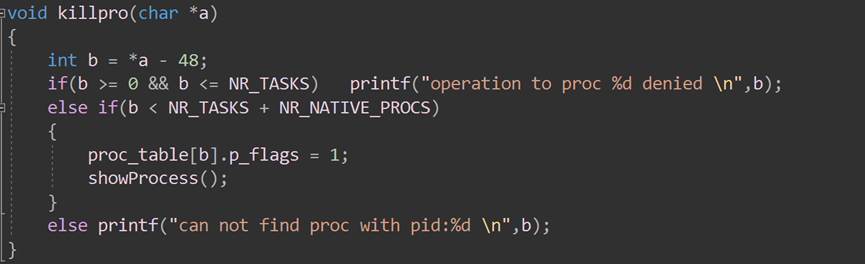 void killpro(char *a)
{
    int b = *a - 48;
    if(b >= 0 && b <= NR_TASKS)   printf("operation to proc %d denied \n",b);
    else if(b < NR_TASKS + NR_NATIVE_PROCS)
    {
        proc_table[b].p_flags = 1;
        showProcess();
    }
    else printf("can not find proc with pid:%d \n",b);
}